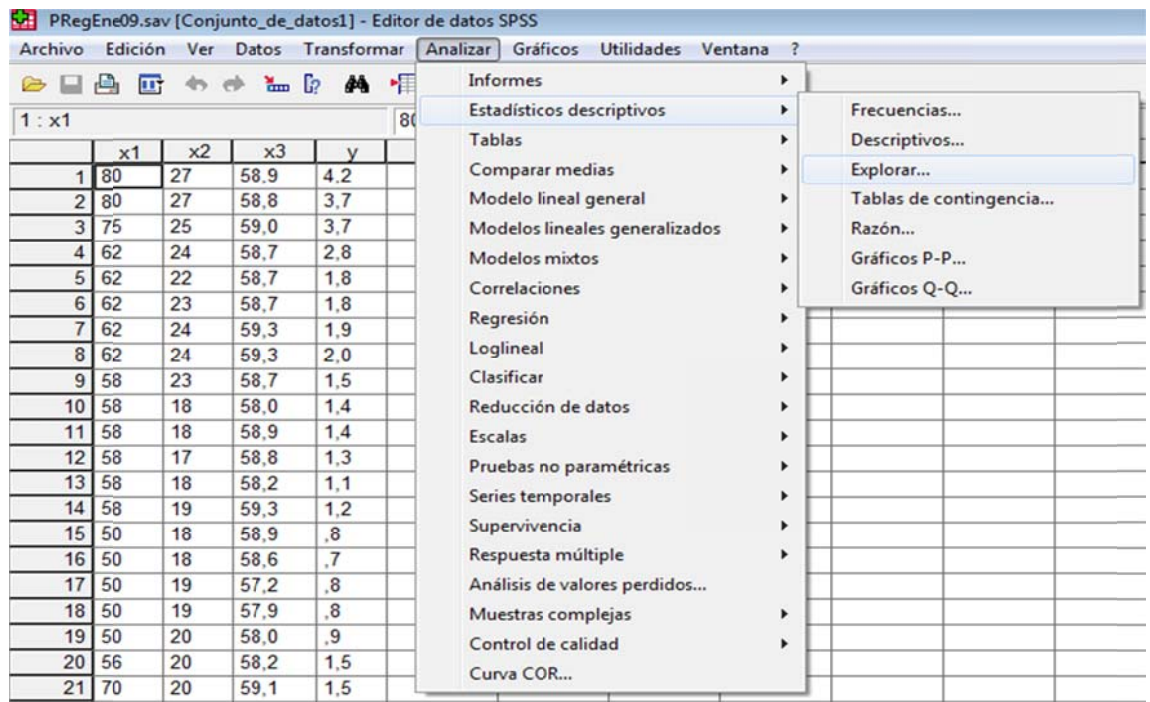 PRegEne09.sav [Conjunto_de_datos1] - Editor de datos SPSS
Archivo Edición Ver Datos Transformar Analizar Gráficos Utilidades Ventana ?
1 : x1 80
x1 x2 x3 y
1 80 27 58,9 4,2
2 80 27 58,8 3,7
3 75 25 59,0 3,7
4 62 24 58,7 2,8
5 62 22 58,7 1,8
6 62 23 58,7 1,8
7 62 24 59,3 1,9
8 62 24 59,3 2,0
9 58 23 58,7 1,5
10 58 18 58,0 1,4
11 58 18 58,9 1,4
12 58 17 58,8 1,3
13 58 18 58,2 1,1
14 58 19 59,3 1,2
15 50 18 58,9 ,8
16 50 18 58,6 ,7
17 50 19 57,2 ,8
18 50 19 57,9 ,8
19 50 20 58,0 ,9
20 56 20 58,2 1,5
21 70 20 59,1 1,5
Informes
Estadísticos descriptivos
Tablas
Comparar medias
Modelo lineal general
Modelos lineales generalizados
Modelos mixtos
Correlaciones
Regresión
Loglineal
Clasificar
Reducción de datos
Escalas
Pruebas no paramétricas
Series temporales
Supervivencia
Respuesta múltiple
Análisis de valores perdidos...
Muestras complejas
Control de calidad
Curva COR...
Frecuencias...
Descriptivos...
Explorar...
Tablas de contingencia...
Razón...
Gráficos P-P...
Gráficos Q-Q...